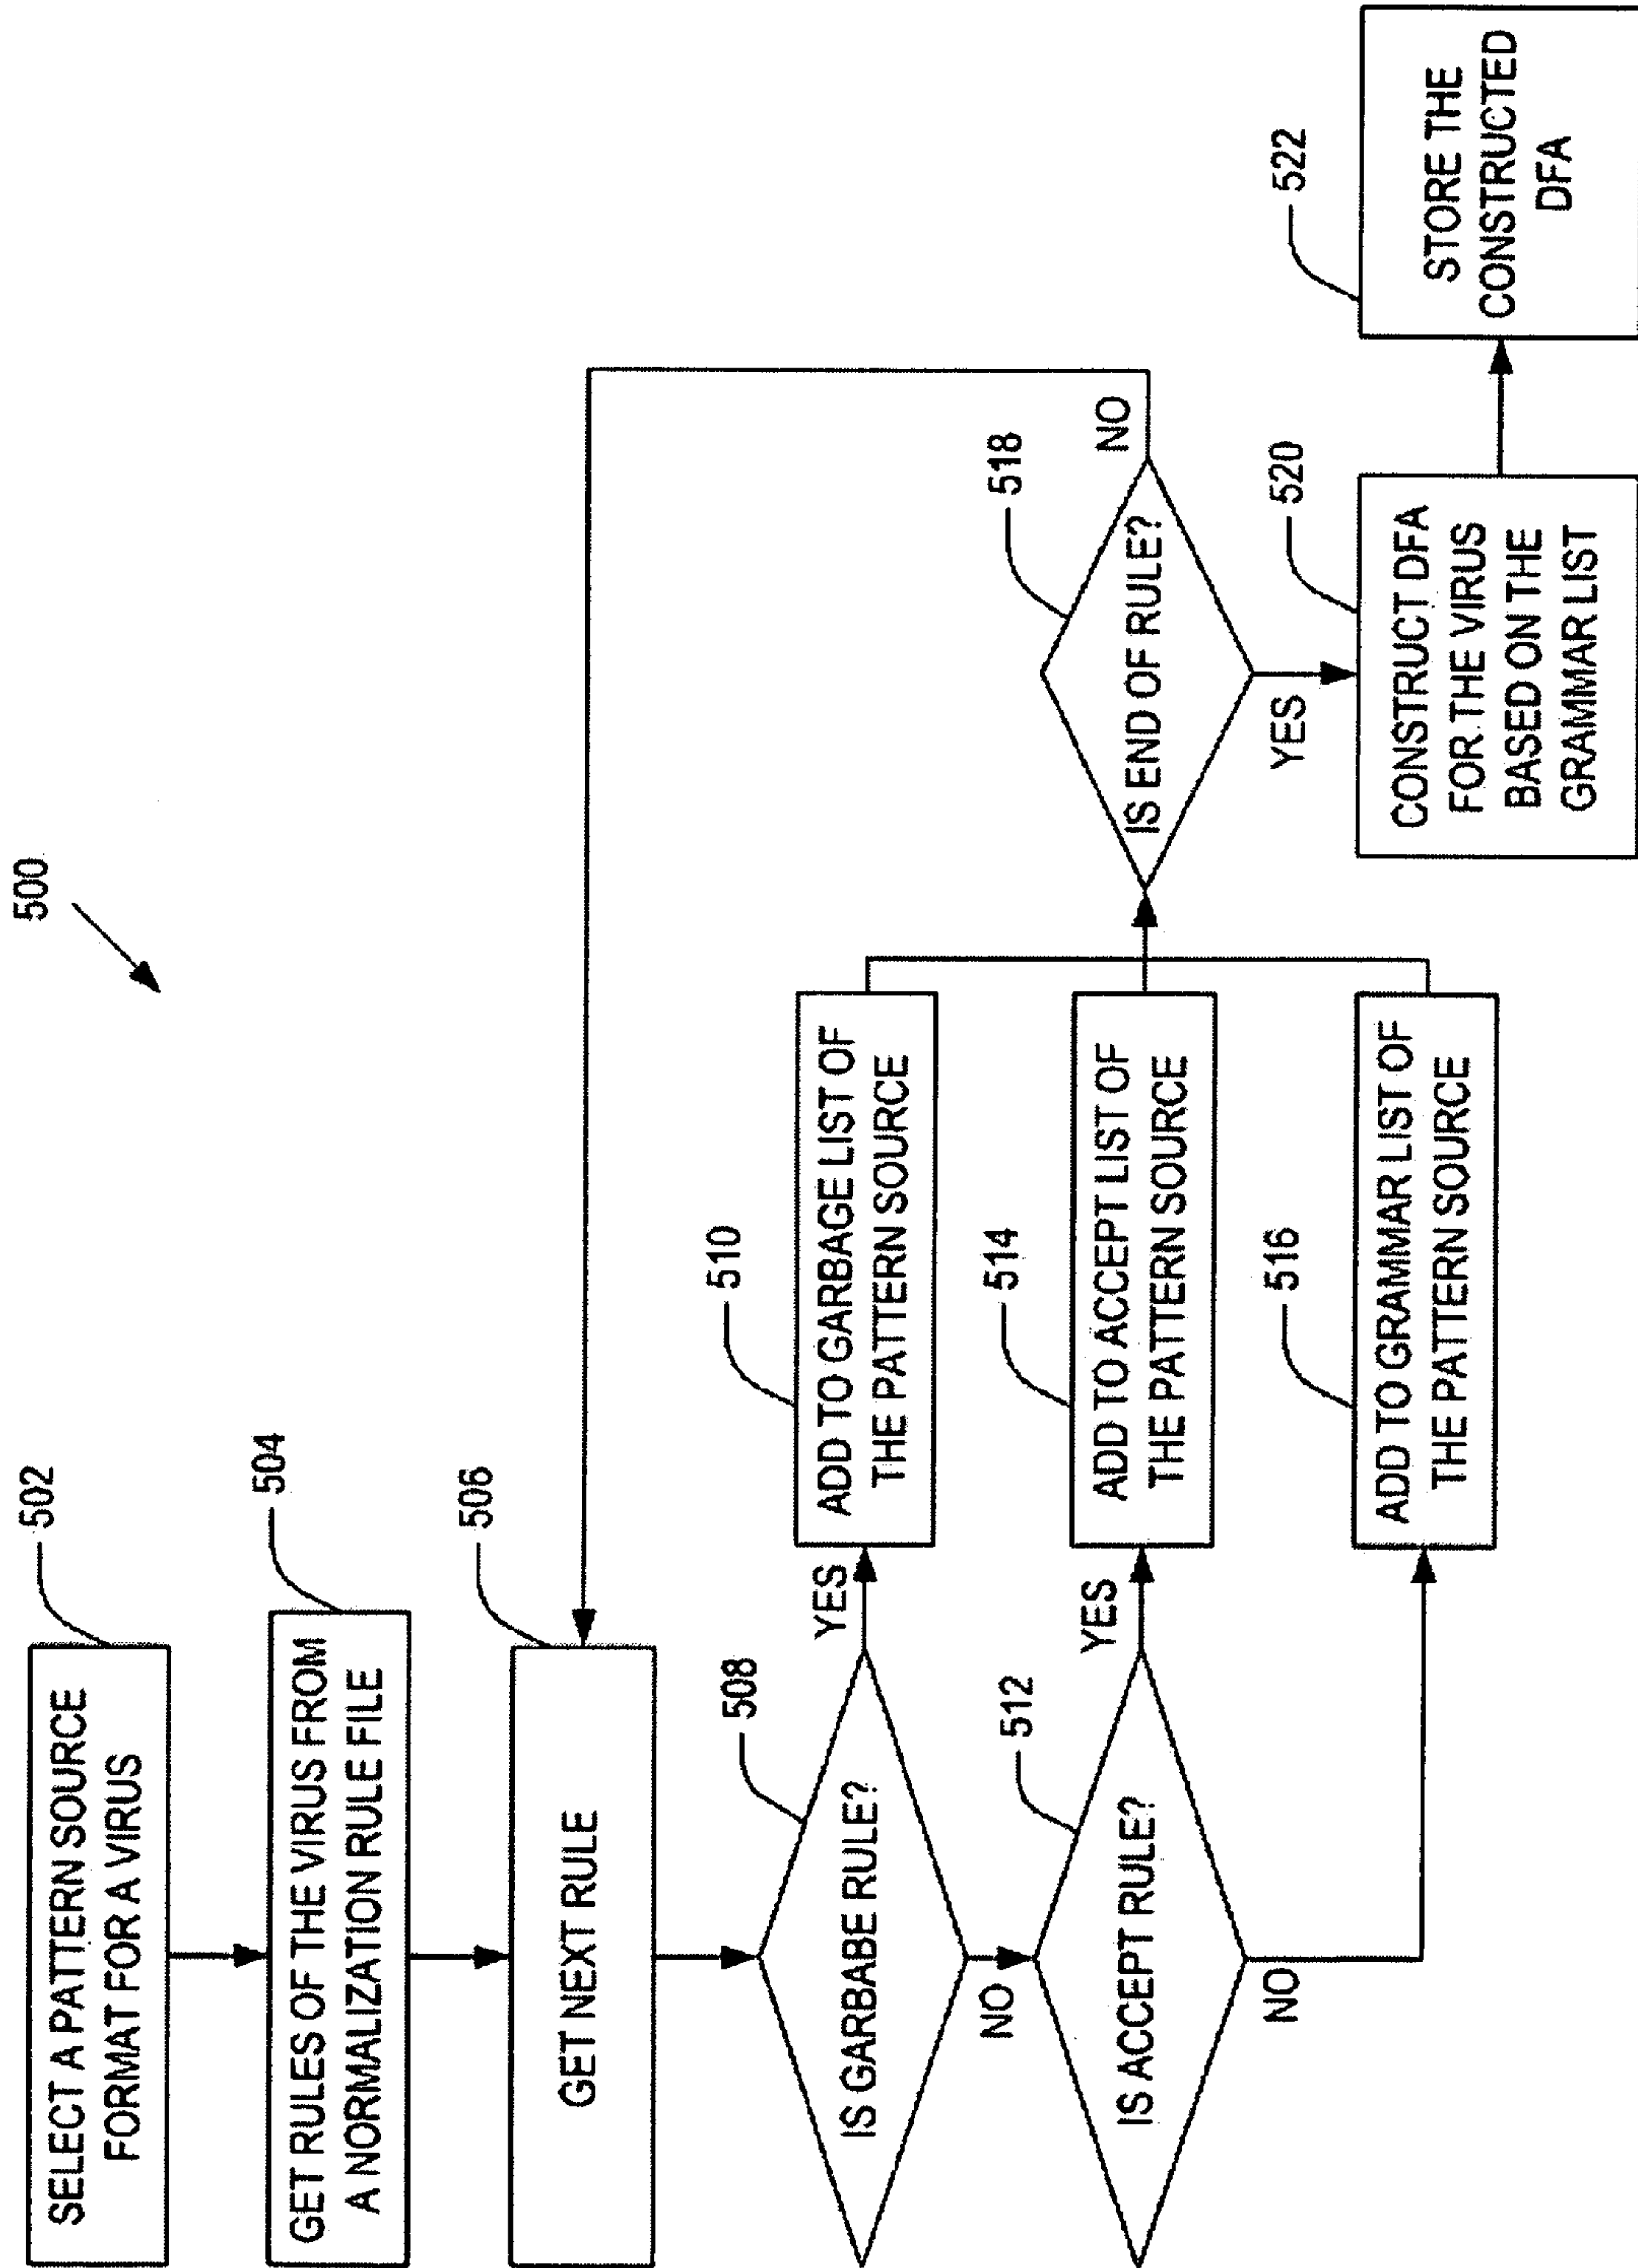 500
502
SELECT A PATTERN SOURCE
FORMAT FOR A VIRUS
504
GET RULES OF THE VIRUS FROM
A NORMALIZATION RULE FILE
506
GET NEXT RULE
508
IS GARBABE RULE?
YES
NO
510
ADD TO GARBAGE LIST OF
THE PATTERN SOURCE
512
IS ACCEPT RULE?
YES
NO
514
ADD TO ACCEPT LIST OF
THE PATTERN SOURCE
516
ADD TO GRAMMAR LIST OF
THE PATTERN SOURCE
518
IS END OF RULE?
NO
YES
520
CONSTRUCT DFA
FOR THE VIRUS
BASED ON THE
GRAMMAR LIST
522
STORE THE
CONSTRUCTED
DFA